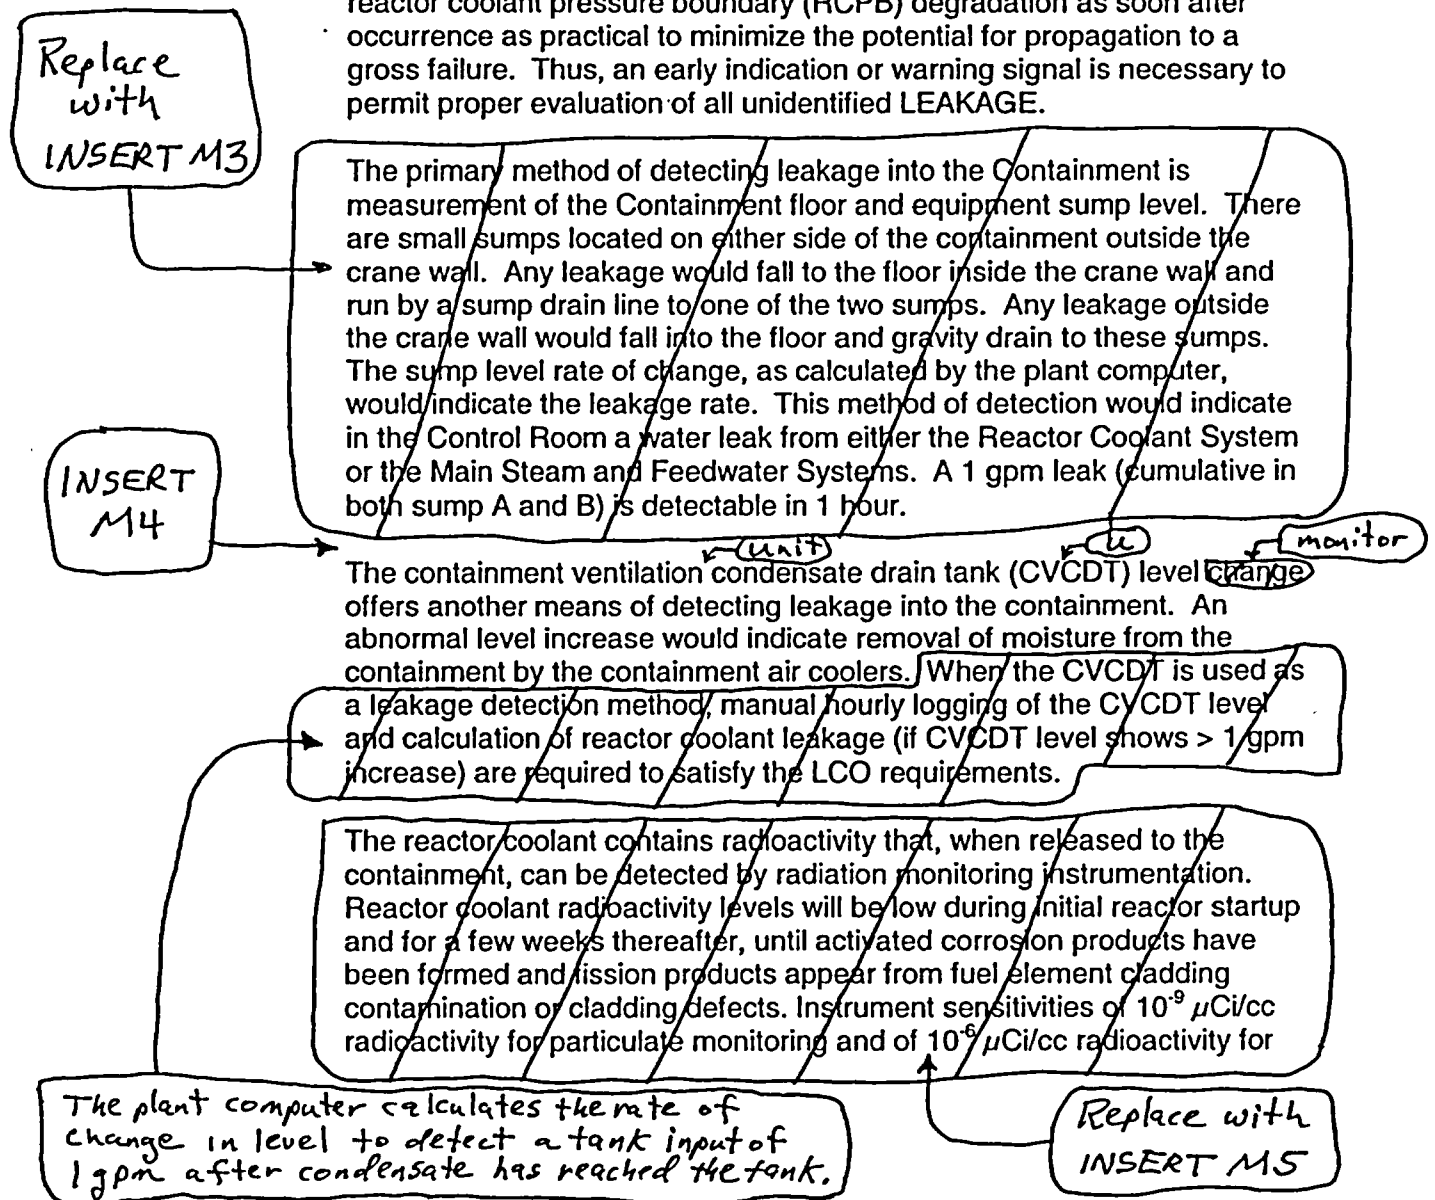 reactor coolant pressure boundary (RCPB) degradation as soon after
occurrence as practical to minimize the potential for propagation to a
gross failure. Thus, an early indication or warning signal is necessary to
permit proper evaluation of all unidentified LEAKAGE.
Replace
with
INSERT M3
The primary method of detecting leakage into the Containment is
measurement of the Containment floor and equipment sump level. There
are small sumps located on either side of the containment outside the
crane wall. Any leakage would fall to the floor inside the crane wall and
run by a sump drain line to one of the two sumps. Any leakage outside
the crane wall would fall into the floor and gravity drain to these sumps.
The sump level rate of change, as calculated by the plant computer,
would indicate the leakage rate. This method of detection would indicate
in the Control Room a water leak from either the Reactor Coolant System
or the Main Steam and Feedwater Systems. A 1 gpm leak (cumulative in
both sump A and B) is detectable in 1 hour.
INSERT
M4
unit u monitor
The containment ventilation condensate drain tank (CVCDT) level change
offers another means of detecting leakage into the containment. An
abnormal level increase would indicate removal of moisture from the
containment by the containment air coolers. When the CVCDT is used as
a leakage detection method, manual hourly logging of the CVCDT level
and calculation of reactor coolant leakage (if CVCDT level shows > 1 gpm
increase) are required to satisfy the LCO requirements.
The reactor coolant contains radioactivity that, when released to the
containment, can be detected by radiation monitoring instrumentation.
Reactor coolant radioactivity levels will be low during initial reactor startup
and for a few weeks thereafter, until activated corrosion products have
been formed and fission products appear from fuel element cladding
contamination or cladding defects. Instrument sensitivities of 10⁻⁹ µCi/cc
radioactivity for particulate monitoring and of 10⁻⁶ µCi/cc radioactivity for
The plant computer calculates the rate of
change in level to detect a tank input of
1 gpm after condensate has reached the tank.
Replace with
INSERT M5